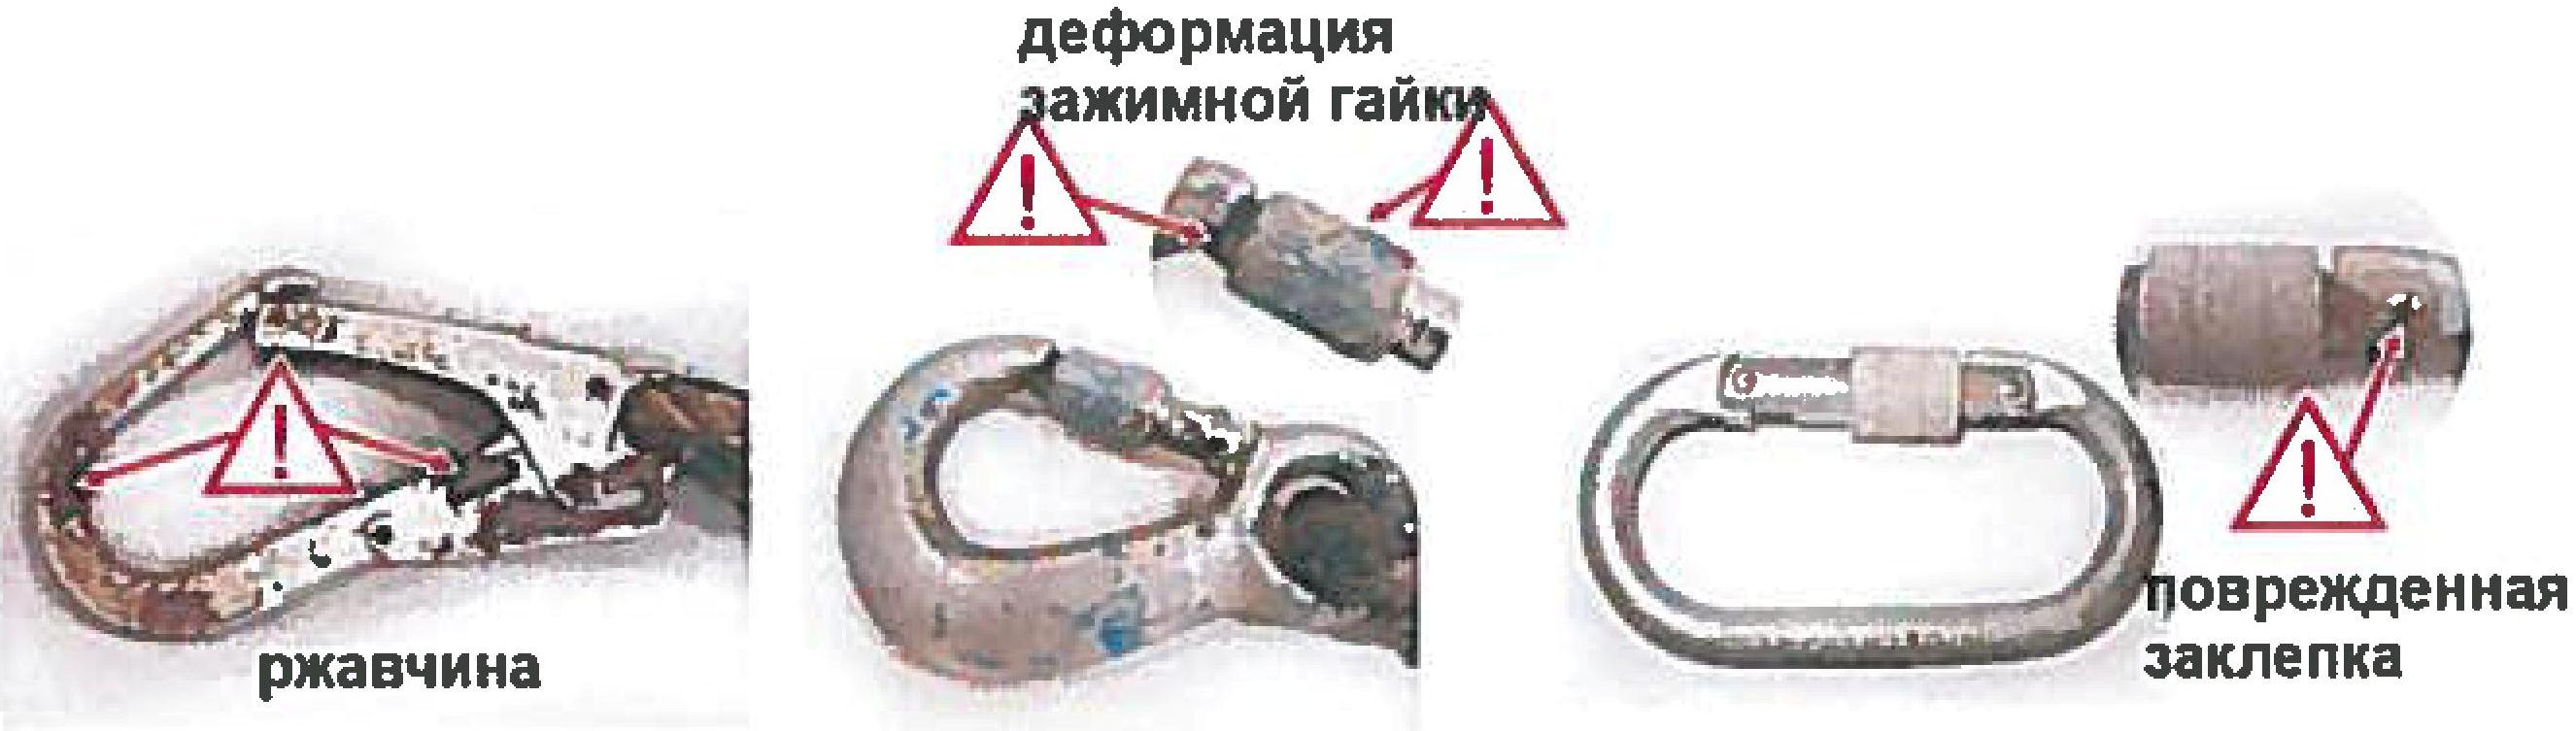 деформация
зажимной гайки
ржавчина
поврежденная
заклепка